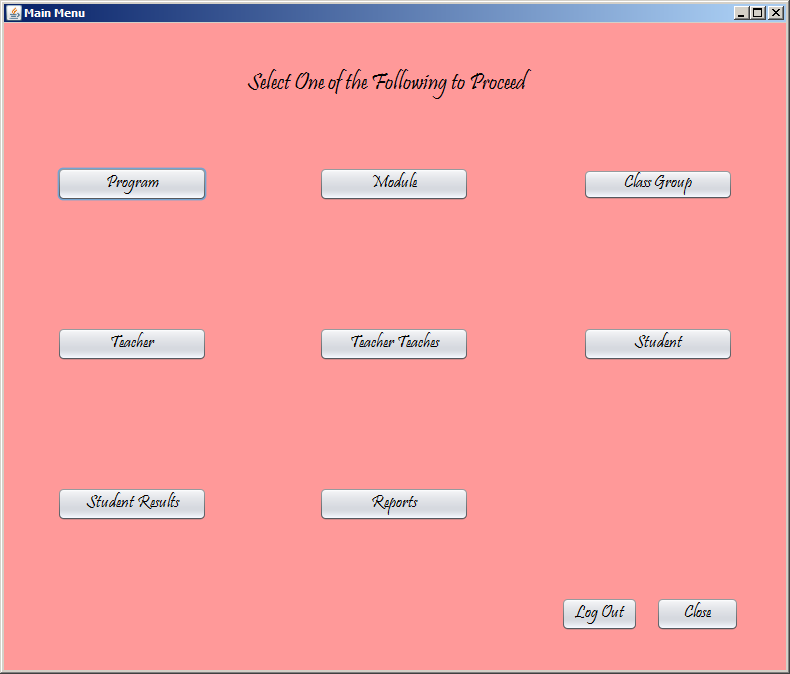 Main Menu
Select One of the Following to Proceed
Program
Module
Class Group
Teacher
Teacher Teaches
Student
Student Results
Reports
Log Out
Close